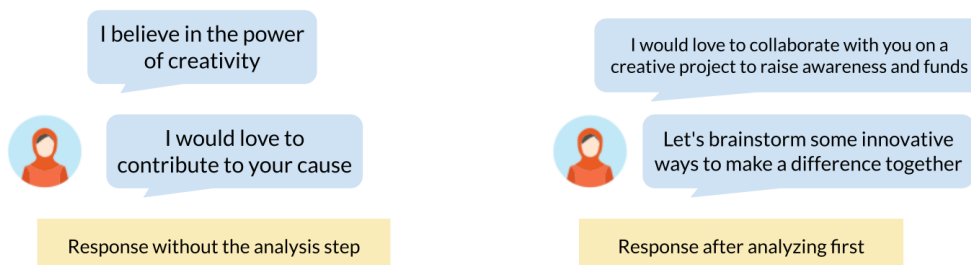 I believe in the power
of creativity
I would love to
contribute to your cause
Response without the analysis step
I would love to collaborate with you on a
creative project to raise awareness and funds
Let's brainstorm some innovative
ways to make a difference together
Response after analyzing first